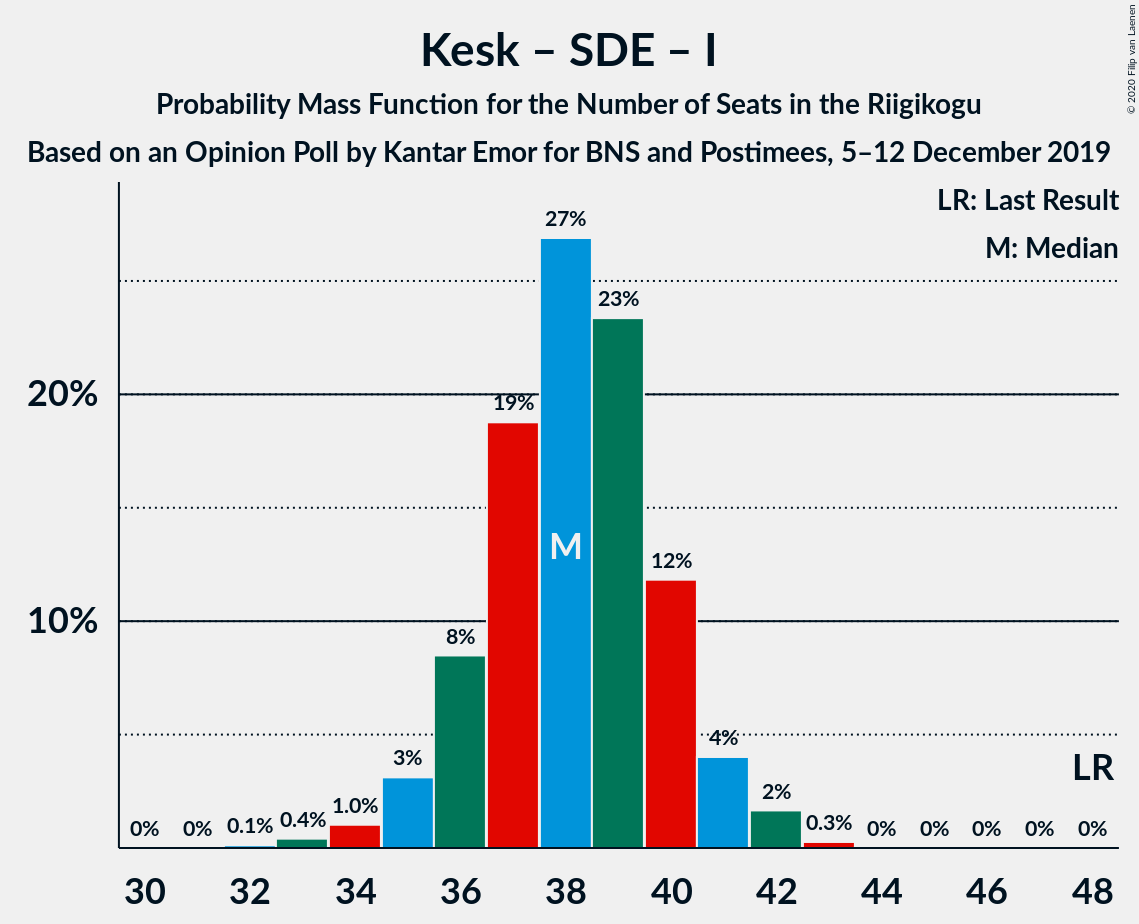 Kesk – SDE – I
Probability Mass Function for the Number of Seats in the Riigikogu
Based on an Opinion Poll by Kantar Emor for BNS and Postimees, 5–12 December 2019
© 2020 Filip van Laenen
LR: Last Result
M: Median
20%
10%
0%
0%
0.1%
0.4%
1.0%
3%
8%
19%
27%
23%
12%
4%
2%
0.3%
0%
0%
0%
0%
0%
M
LR
30 32 34 36 38 40 42 44 46 48